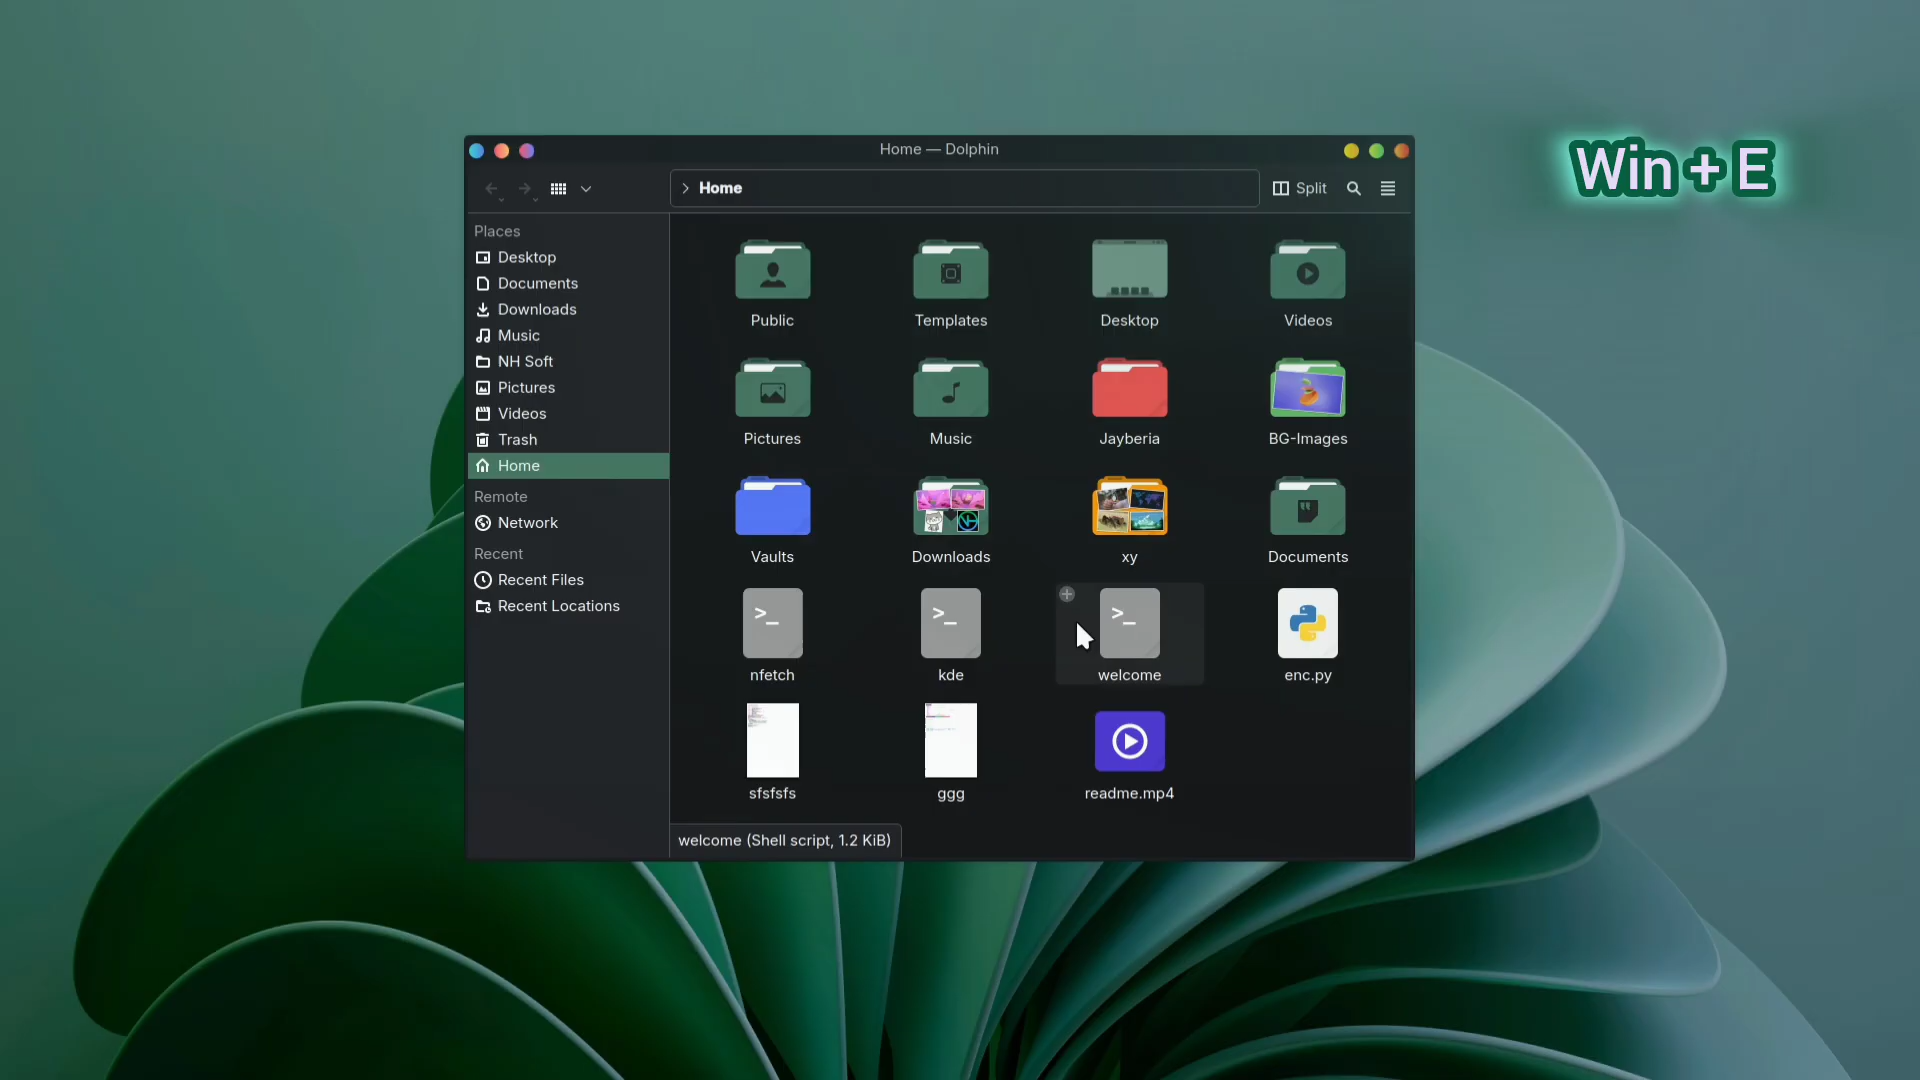 Home — Dolphin
Win + E
Home
Split
Places
Desktop
Documents
Downloads
Music
NH Soft
Pictures
Videos
Trash
Home
Remote
Network
Recent
Recent Files
Recent Locations
Public
Templates
Desktop
Videos
Pictures
Music
Jayberia
BG-Images
Vaults
Downloads
xy
Documents
>_
>_
>_
nfetch
kde
welcome
enc.py
sfsfsfs
ggg
readme.mp4
welcome (Shell script, 1.2 KiB)